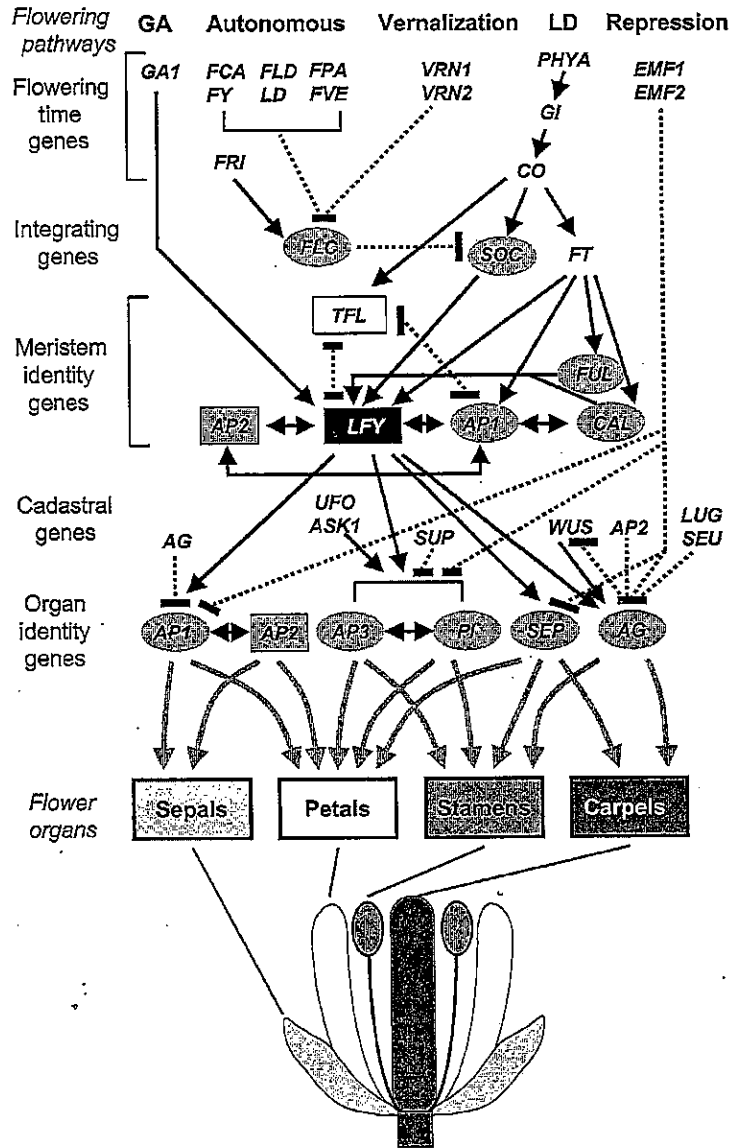 Flowering pathways GA Autonomous Vernalization LD Repression
Flowering time genes
GA1 FCA FLD FPA VRN1 PHYA EMF1
FY LD FVE VRN2 EMF2
GI
FRI CO
Integrating genes
FLC SOC FT
Meristem identity genes
TFL
FUL
AP2 LFY AP1 CAL
Cadastral genes
AG UFO SUP WUS AP2 LUG
ASK1 SEU
Organ identity genes
AP1 AP2 AP3 PI SEP AG
Flower organs
Sepals Petals Stamens Carpels